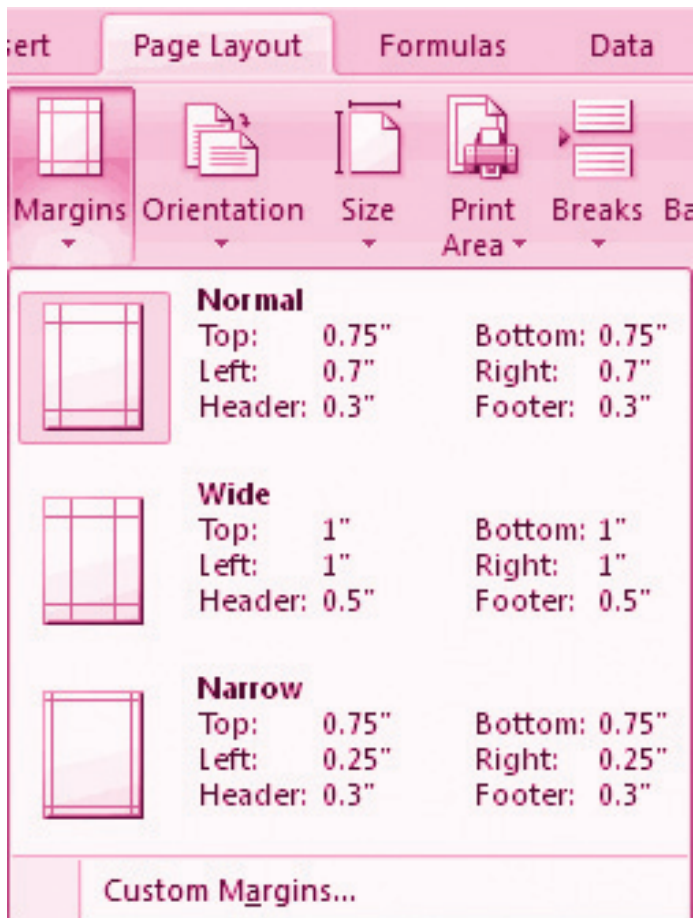 ert Page Layout Formulas Data
Margins Orientation Size Print Breaks Ba
Area
Normal
Top: 0.75" Bottom: 0.75"
Left: 0.7" Right: 0.7"
Header: 0.3" Footer: 0.3"
Wide
Top: 1" Bottom: 1"
Left: 1" Right: 1"
Header: 0.5" Footer: 0.5"
Narrow
Top: 0.75" Bottom: 0.75"
Left: 0.25" Right: 0.25"
Header: 0.3" Footer: 0.3"
Custom Margins...